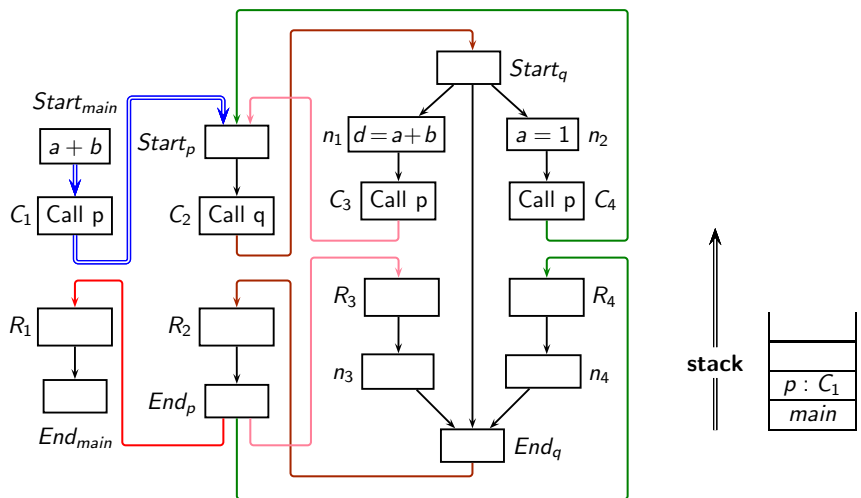 Start_q
Start_main
a + b
Start_p
n_1
d = a+b
a = 1
n_2
C_1
Call p
C_2
Call q
C_3
Call p
Call p
C_4
R_1
R_2
R_3
R_4
n_3
n_4
stack
p : C_1
main
End_p
End_main
End_q